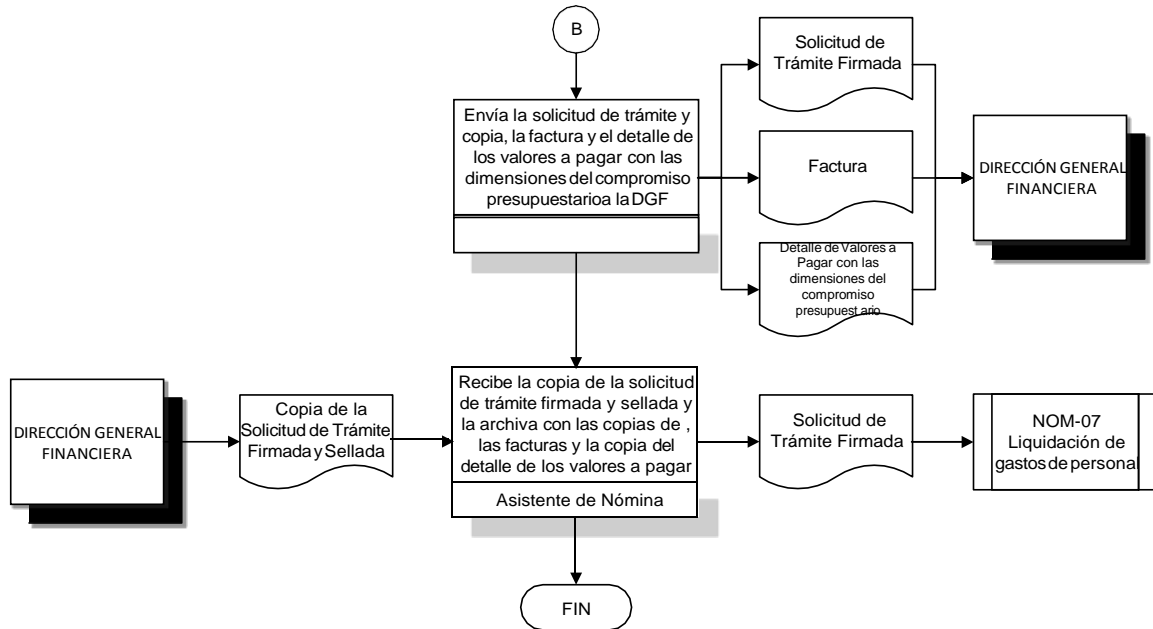 B
Envía la solicitud de trámite y
copia, la factura y el detalle de
los valores a pagar con las
dimensiones del compromiso
presupuestarioa la DGF
Solicitud de
Trámite Firmada
Factura
Detalle de Valores a
Pagar con las
dimensiones del
compromiso
presupuest ario
DIRECCIÓN GENERAL
FINANCIERA
DIRECCIÓN GENERAL
FINANCIERA
Copia de la
Solicitud de Trámite
Firmada y Sellada
Recibe la copia de la solicitud
de trámite firmada y sellada y
la archiva con las copias de ,
las facturas y la copia del
detalle de los valores a pagar
Asistente de Nómina
Solicitud de
Trámite Firmada
NOM-07
Liquidación de
gastos de personal
FIN